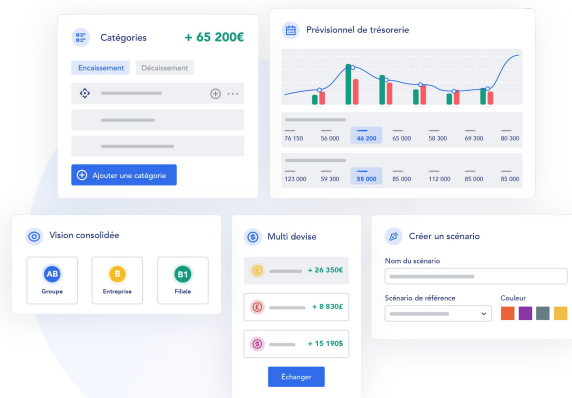 Catégories
+ 65 200€
Encaissement Décaissement
Ajouter une catégorie
Prévisionnel de trésorerie
76 150 56 000 46 200 65 000 58 300 69 300 80 300
123 000 59 300 55 000 85 000 112 000 85 000 85 000
Vision consolidée
AB B B1
Groupe Entreprise Filiale
Multi devise
€ + 26 350€
£ + 8 830£
$ + 15 190$
Échanger
Créer un scénario
Nom du scénario
Scénario de référence Couleur